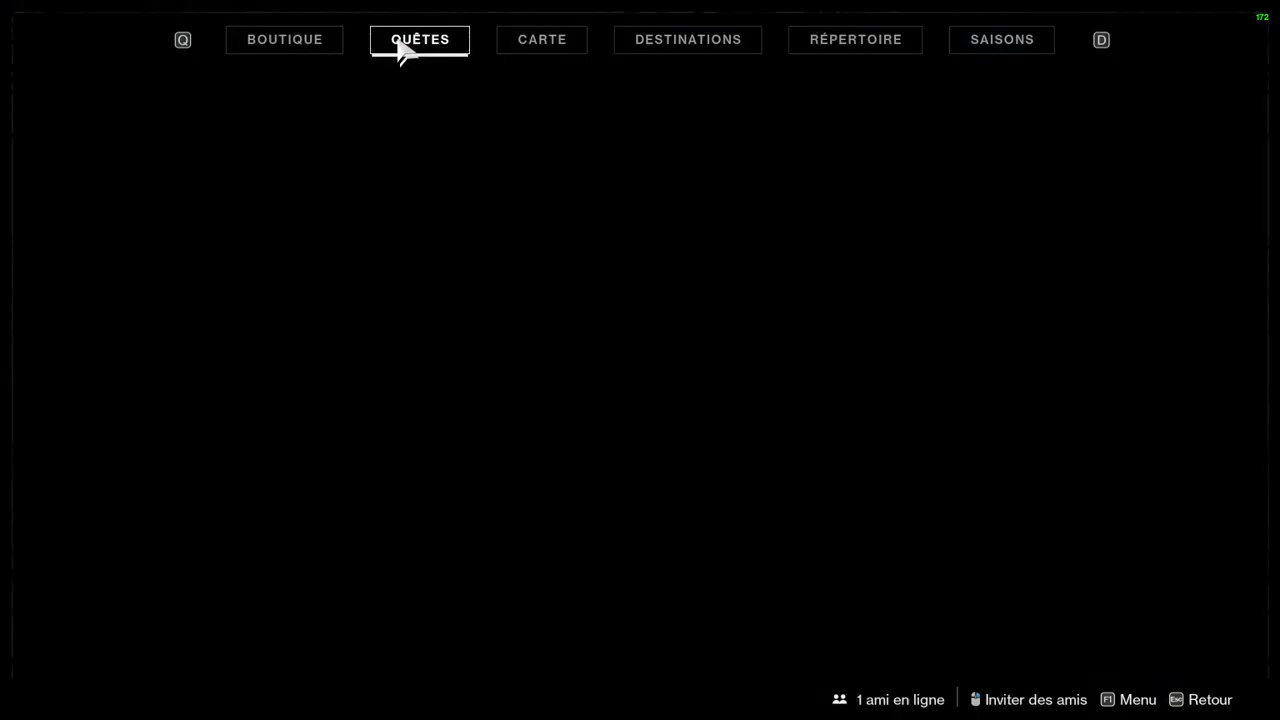 172
Q BOUTIQUE QUÊTES CARTE DESTINATIONS RÉPERTOIRE SAISONS D
1 ami en ligne Inviter des amis F1 Menu Esc Retour